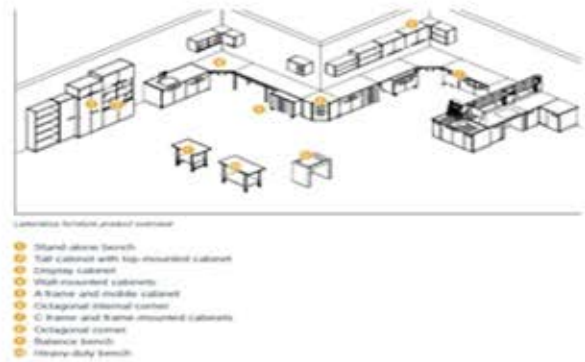 Laboratory furniture product overview
Stand-alone bench
Tall cabinet with top-mounted cabinet
Display cabinet
Wall-mounted cabinets
A frame and mobile cabinet
Octagonal internal corner
C frame and frame-mounted cabinets
Octagonal corner
Balance bench
Heavy-duty bench